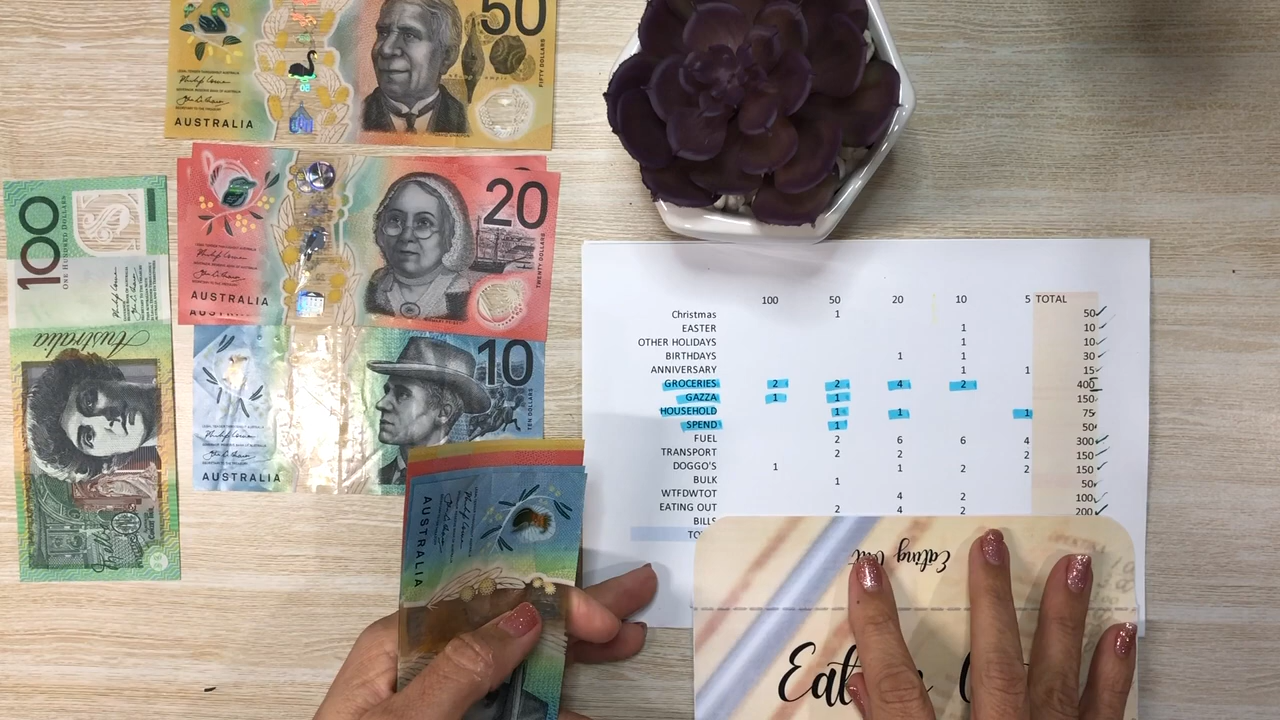 50
FIFTY DOLLARS
AUSTRALIA
20
TWENTY DOLLARS
AUSTRALIA
100
ONE HUNDRED DOLLARS
Australia
10
TEN DOLLARS
AUSTRALIA
AUSTRALIA
100 50 20 10 5 TOTAL
Christmas 1 50
EASTER 1 10
OTHER HOLIDAYS 1 10
BIRTHDAYS 1 1 30
ANNIVERSARY 1 1 15
GROCERIES 2 2 4 2 400
GAZZA 1 1 150
HOUSEHOLD 1 1 1 75
SPEND 1 50
FUEL 2 6 6 4 300
TRANSPORT 2 2 2 150
DOGGO'S 1 1 2 2 150
BULK 1 50
WTFDWTOT 4 2 100
EATING OUT 2 4 2 200
BILLS
Eating Out